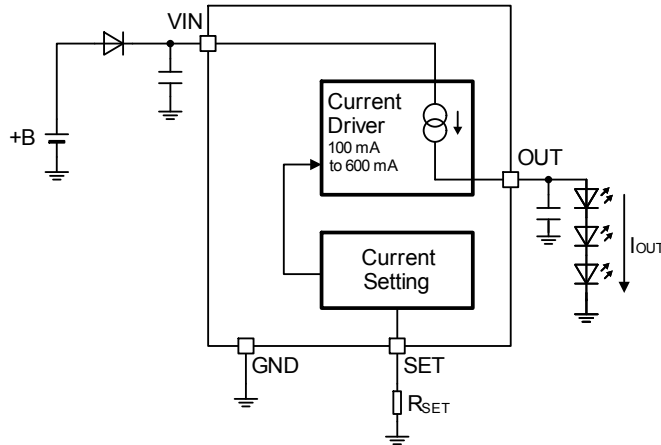 VIN
+B
Current
Driver
100 mA
to 600 mA
OUT
IOUT
Current
Setting
GND
SET
RSET